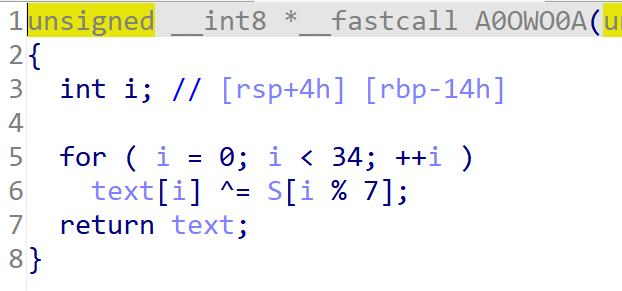 1 unsigned __int8 *__fastcall A0OWO0A(
2 {
3 int i; // [rsp+4h] [rbp-14h]
4
5 for ( i = 0; i < 34; ++i )
6 text[i] ^= S[i % 7];
7 return text;
8 }